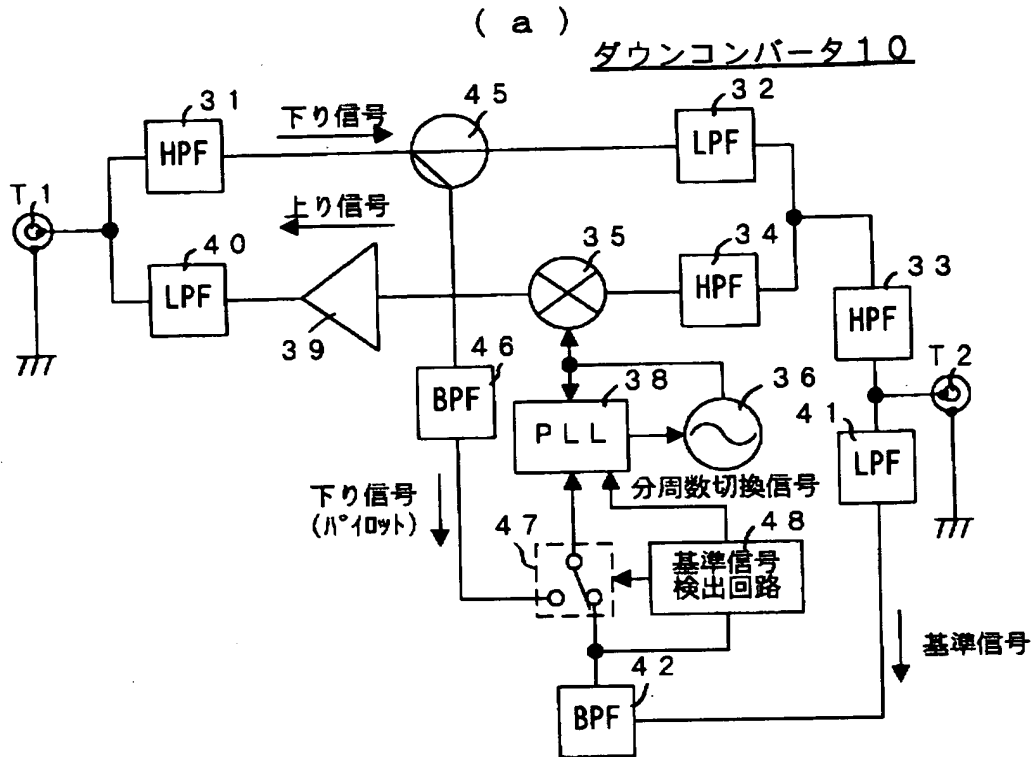 (a)
ダウンコンバータ10
31
下り信号
45
32
HPF
LPF
T1
上り信号
40
35
34
33
LPF
HPF
HPF
39
46
38
36
T2
BPF
PLL
41
LPF
分周数切換信号
下り信号
(パイロット)
47
48
基準信号
検出回路
基準信号
42
BPF